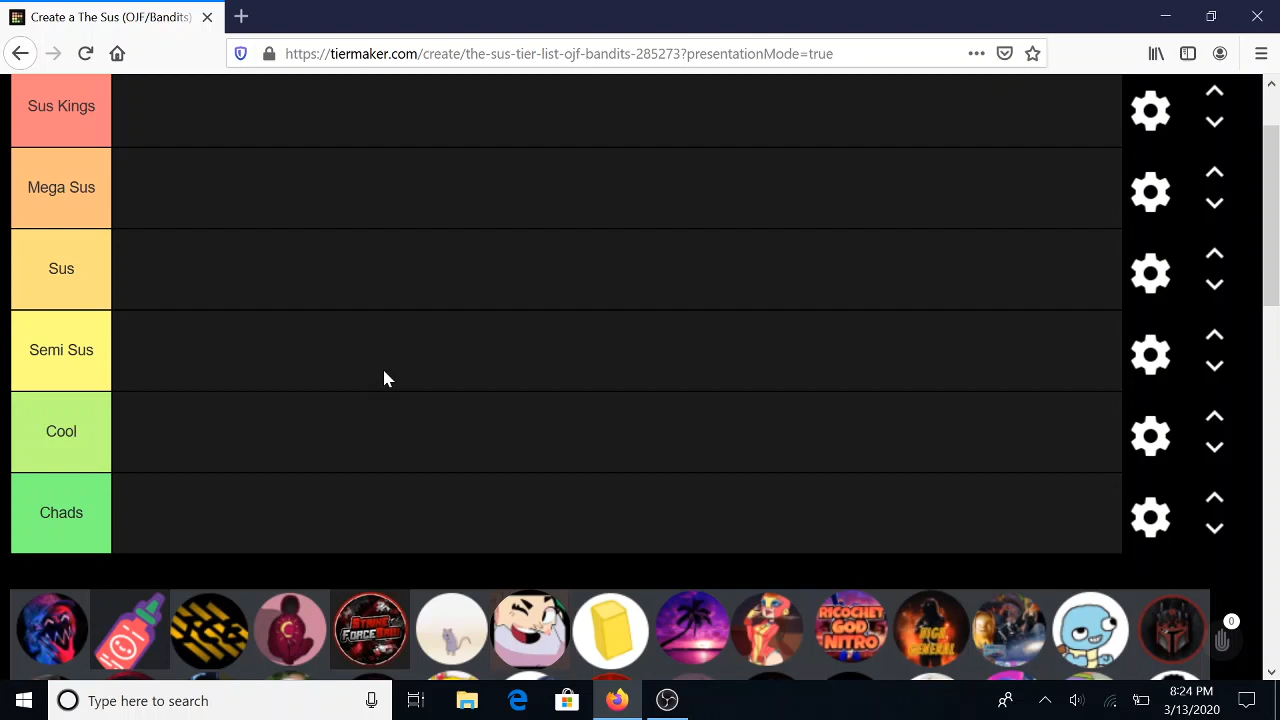 Create a The Sus (OJF/Bandits)
https://tiermaker.com/create/the-sus-tier-list-ojf-bandits-285273?presentationMode=true
Sus Kings
Mega Sus
Sus
Semi Sus
Cool
Chads
STRIKE
FORCE
RICOCHET
GOD
NITRO
0
Type here to search
8:24 PM
3/13/2020